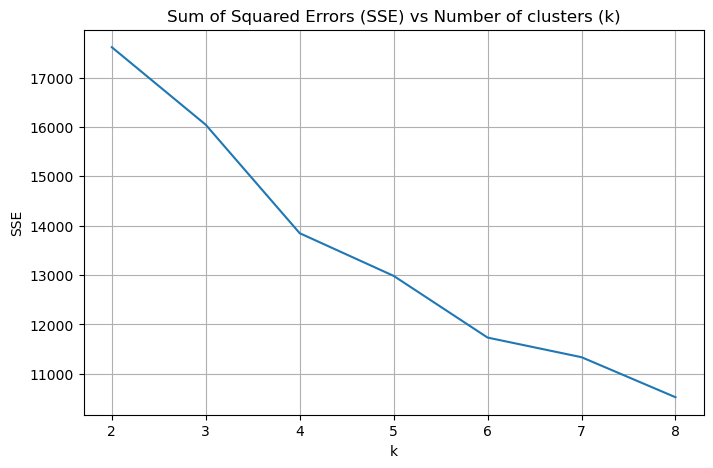 Sum of Squared Errors (SSE) vs Number of clusters (k)
17000
16000
15000
14000
13000
12000
11000
SSE
2 3 4 5 6 7 8
k